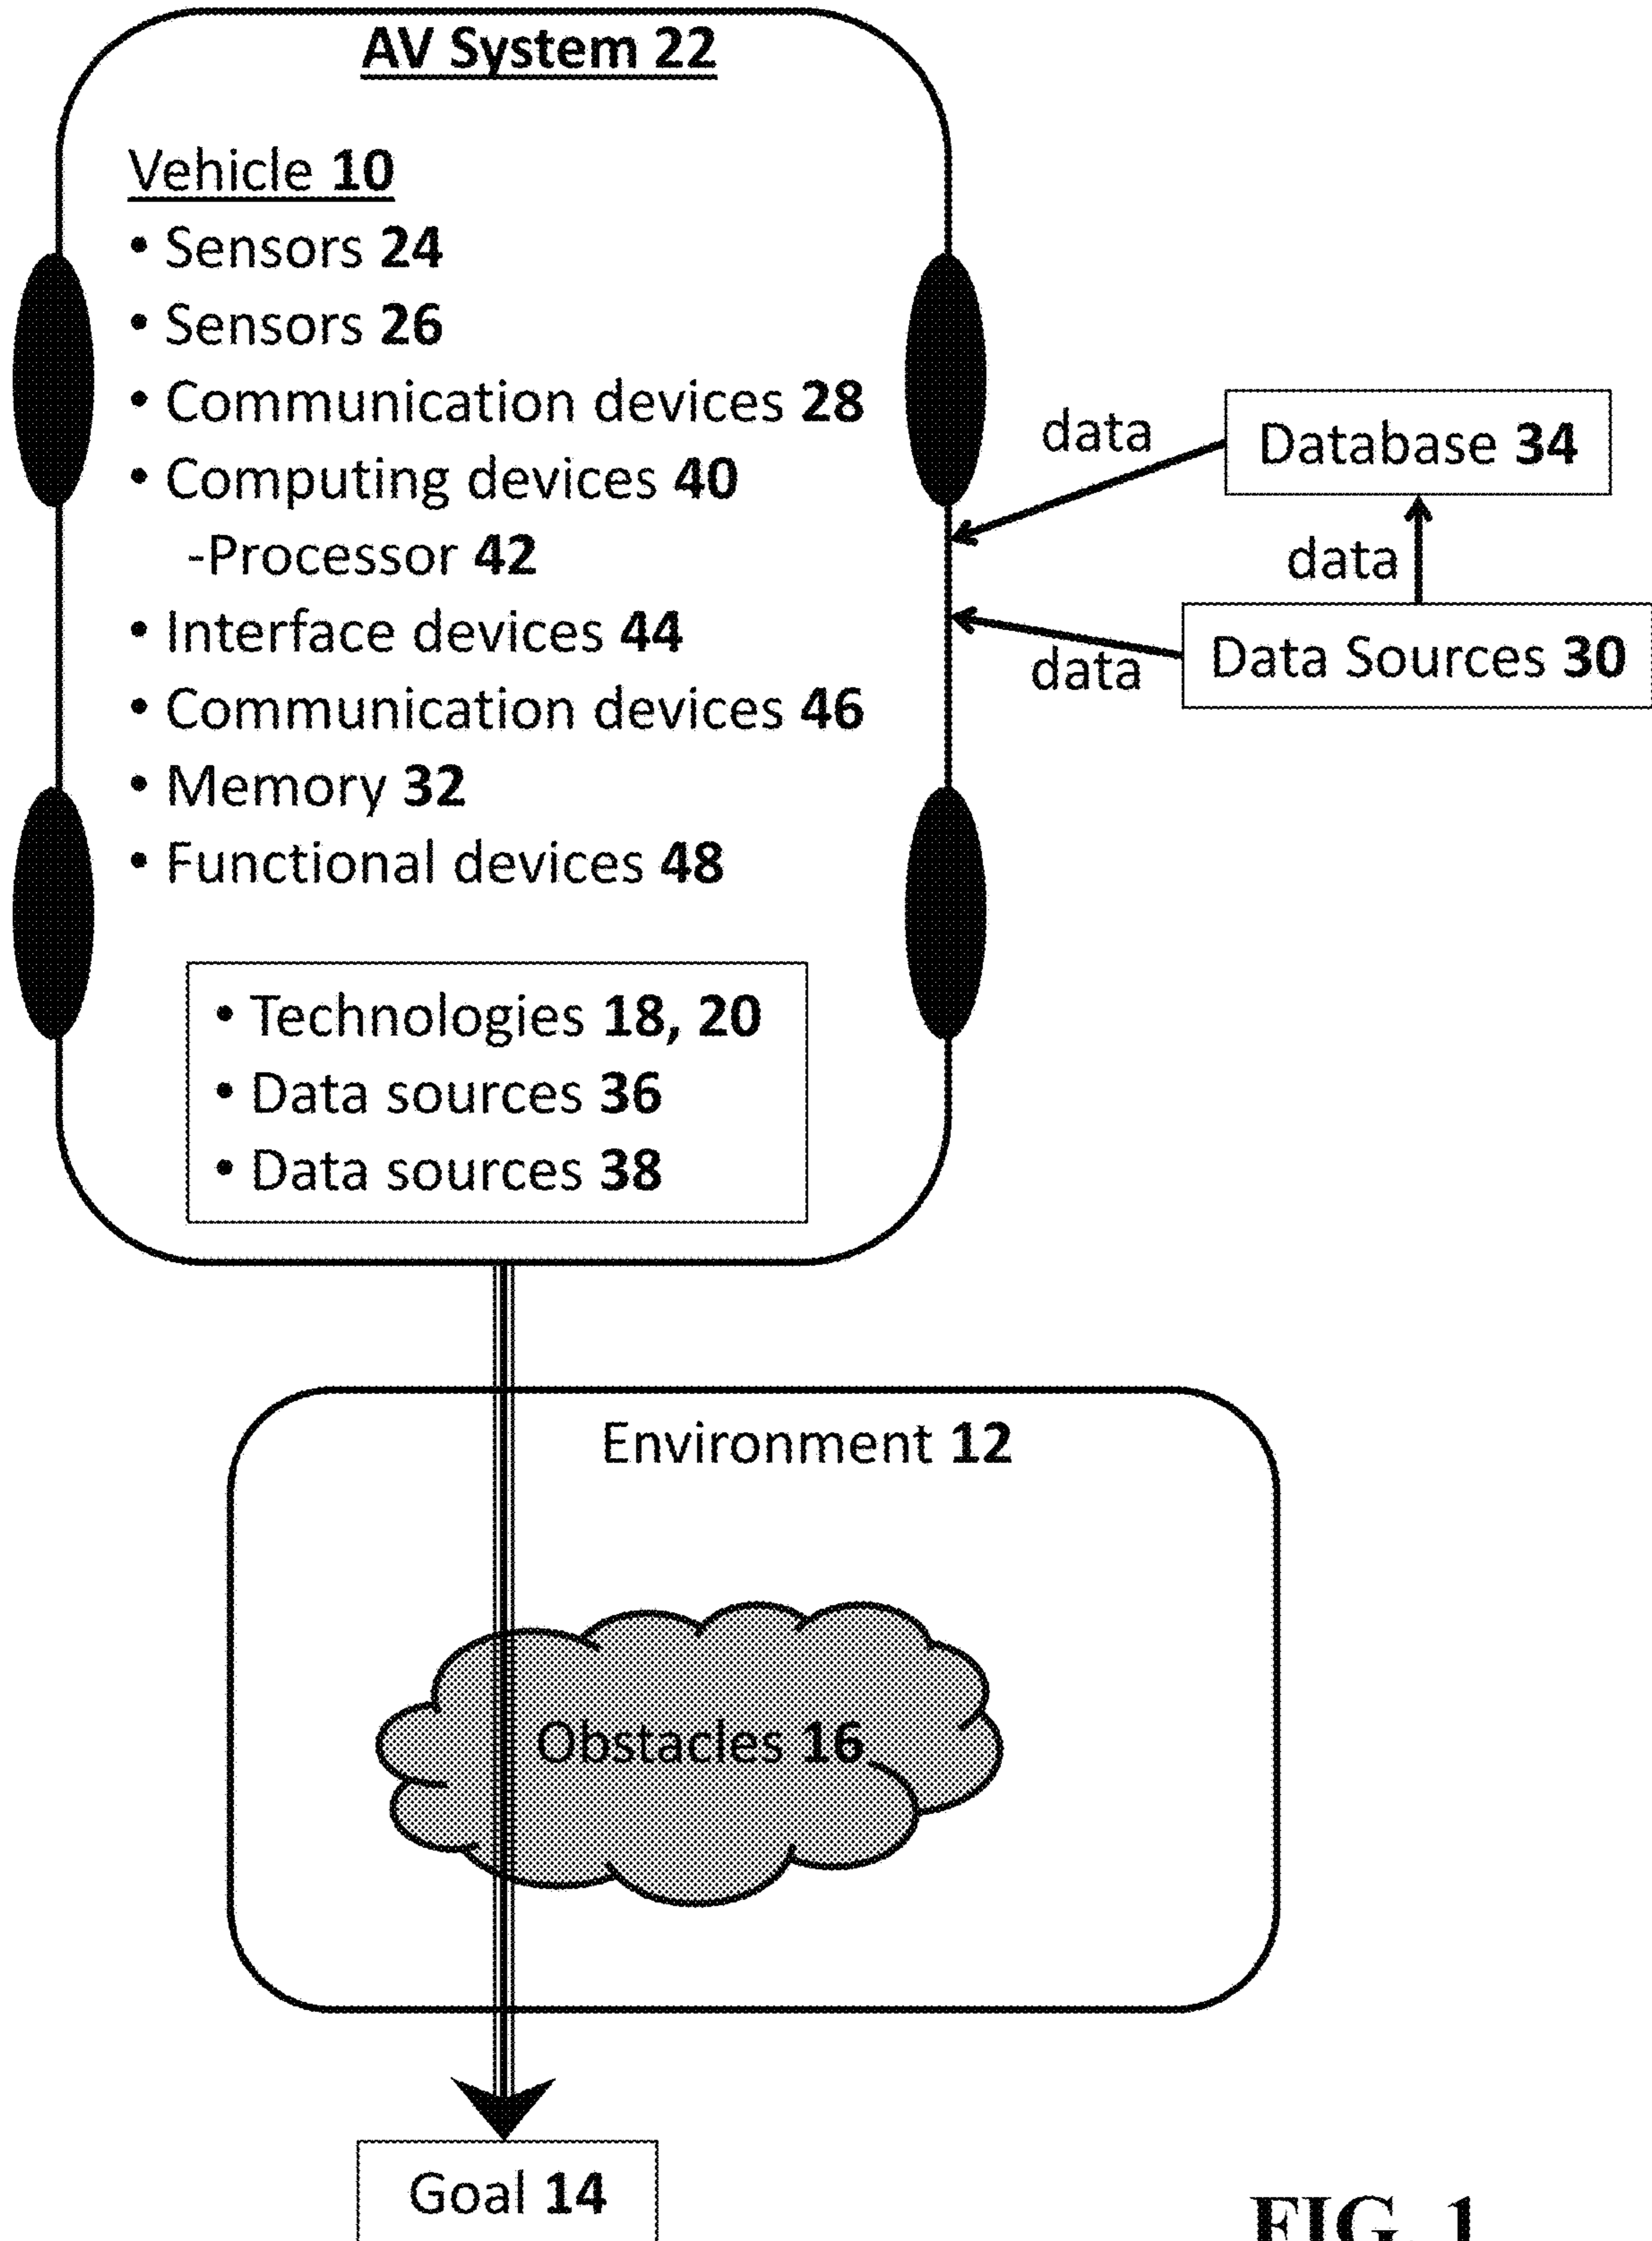 AV System 22
Vehicle 10
• Sensors 24
• Sensors 26
• Communication devices 28
• Computing devices 40
-Processor 42
• Interface devices 44
• Communication devices 46
• Memory 32
• Functional devices 48
• Technologies 18, 20
• Data sources 36
• Data sources 38
data
Database 34
data
data
Data Sources 30
Environment 12
Obstacles 16
Goal 14
FIG. 1